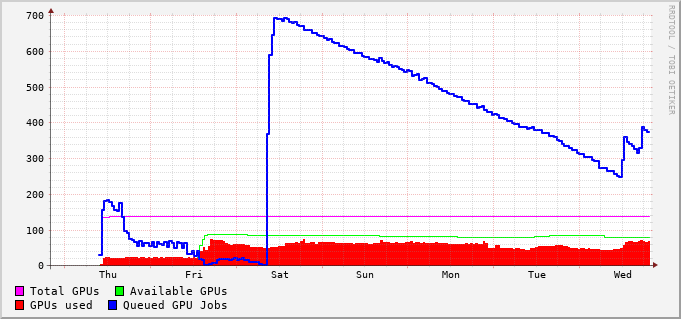 700
600
500
400
300
200
100
0
Thu Fri Sat Sun Mon Tue Wed
Total GPUs Available GPUs
GPUs used Queued GPU Jobs
RRDTOOL / TOBI OETIKER